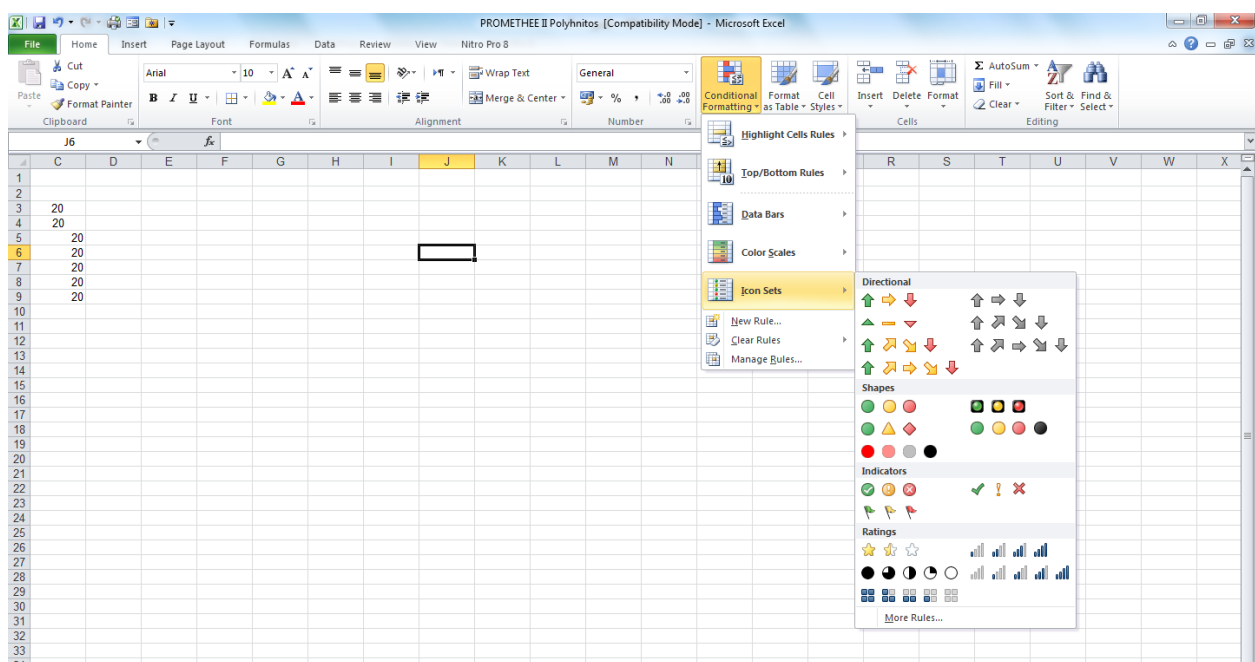 PROMETHEE II Polyhnitos [Compatibility Mode] - Microsoft Excel
File Home Insert Page Layout Formulas Data Review View Nitro Pro 8
Paste
Cut
Copy
Format Painter
Clipboard
Arial 10 A A
B I U A
Font
Wrap Text
Merge & Center
Alignment
General
% , .0 .00 .00 .0
Number
Conditional Formatting
Format as Table
Cell Styles
Insert Delete Format
Cells
Σ AutoSum
Fill
Clear
Sort & Filter
Find & Select
Editing
J6 fx
C D E F G H I J K L M N R S T U V W X
1
2
3 20
4 20
5 20
6 20
7 20
8 20
9 20
10
11
12
13
14
15
16
17
18
19
20
21
22
23
24
25
26
27
28
29
30
31
32
33
Highlight Cells Rules
10 Top/Bottom Rules
Data Bars
Color Scales
Icon Sets
New Rule...
Clear Rules
Manage Rules...
Directional
Shapes
Indicators
Ratings
More Rules...